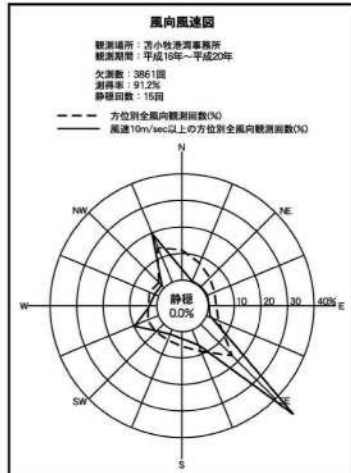 風向風速図
観測場所：苫小牧港湾事務所
観測期間：平成16年～平成20年
欠測数：3861回
測得率：91.2%
静穏回数：15回
方位別全風向観測回数(%)
風速10m/sec以上の方位別全風向観測回数(%)
N
NW
NE
W
静穏
0.0%
10
20
30
40%
E
SW
SE
S